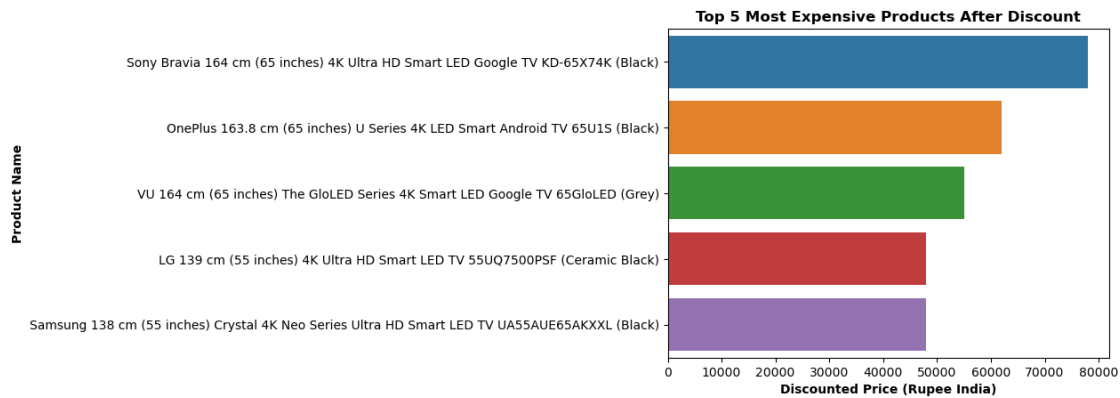 Top 5 Most Expensive Products After Discount
Product Name
Sony Bravia 164 cm (65 inches) 4K Ultra HD Smart LED Google TV KD-65X74K (Black)
OnePlus 163.8 cm (65 inches) U Series 4K LED Smart Android TV 65U1S (Black)
VU 164 cm (65 inches) The GloLED Series 4K Smart LED Google TV 65GloLED (Grey)
LG 139 cm (55 inches) 4K Ultra HD Smart LED TV 55UQ7500PSF (Ceramic Black)
Samsung 138 cm (55 inches) Crystal 4K Neo Series Ultra HD Smart LED TV UA55AUE65AKXXL (Black)
0 10000 20000 30000 40000 50000 60000 70000 80000
Discounted Price (Rupee India)